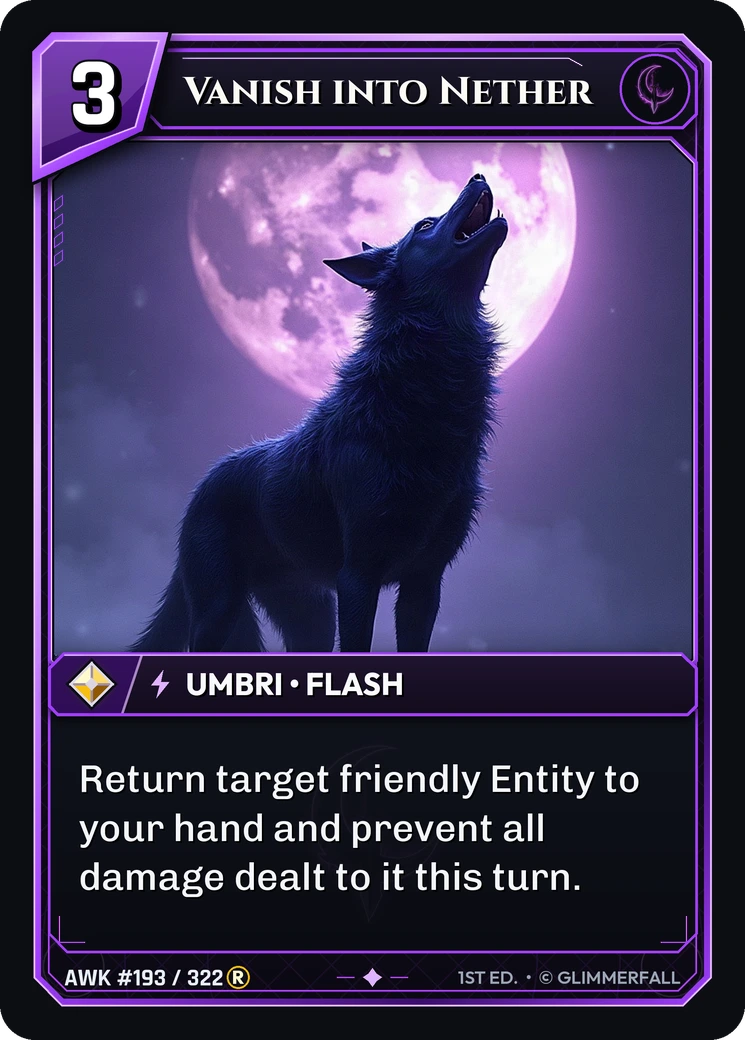 3
Vanish into Nether
UMBRI • FLASH
Return target friendly Entity to
your hand and prevent all
damage dealt to it this turn.
AWK #193 / 322 R
1ST ED. • © GLIMMERFALL